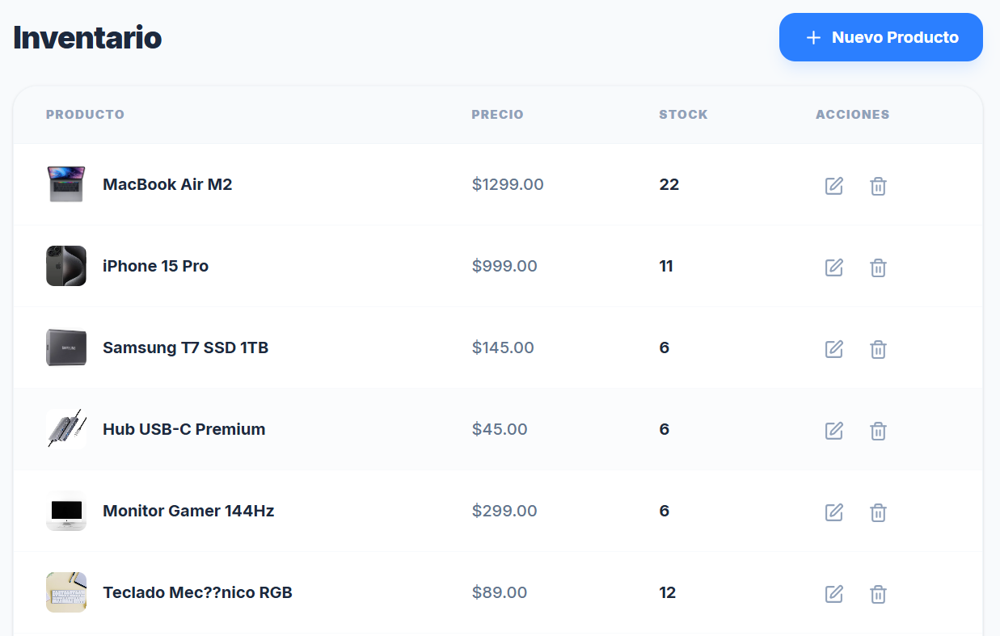 Inventario
Nuevo Producto
PRODUCTO PRECIO STOCK ACCIONES
MacBook Air M2 $1299.00 22
iPhone 15 Pro $999.00 11
Samsung T7 SSD 1TB $145.00 6
Hub USB-C Premium $45.00 6
Monitor Gamer 144Hz $299.00 6
Teclado Mec??nico RGB $89.00 12